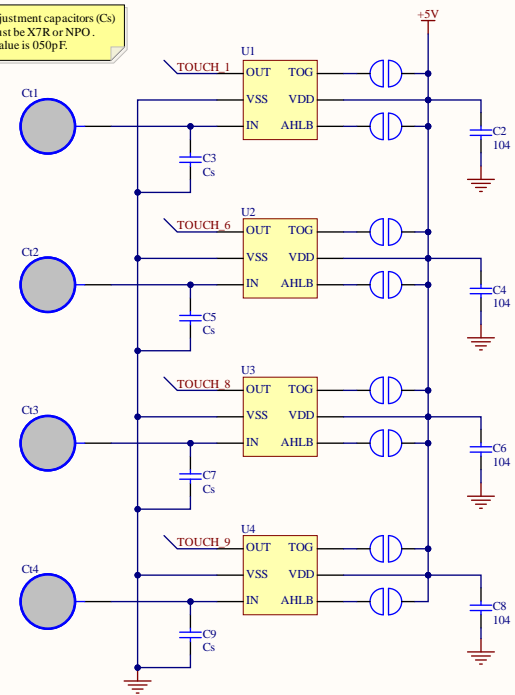 djustment capacitors (Cs)
ust be X7R or NPO .
alue is 050pF.
+5V
U1
TOUCH_1
OUT TOG
Ct1
VSS VDD
IN AHLB
C2
104
C3
Cs
U2
TOUCH_6
OUT TOG
Ct2
VSS VDD
IN AHLB
C4
104
C5
Cs
U3
TOUCH_8
OUT TOG
Ct3
VSS VDD
IN AHLB
C6
104
C7
Cs
U4
TOUCH_9
OUT TOG
Ct4
VSS VDD
IN AHLB
C8
104
C9
Cs